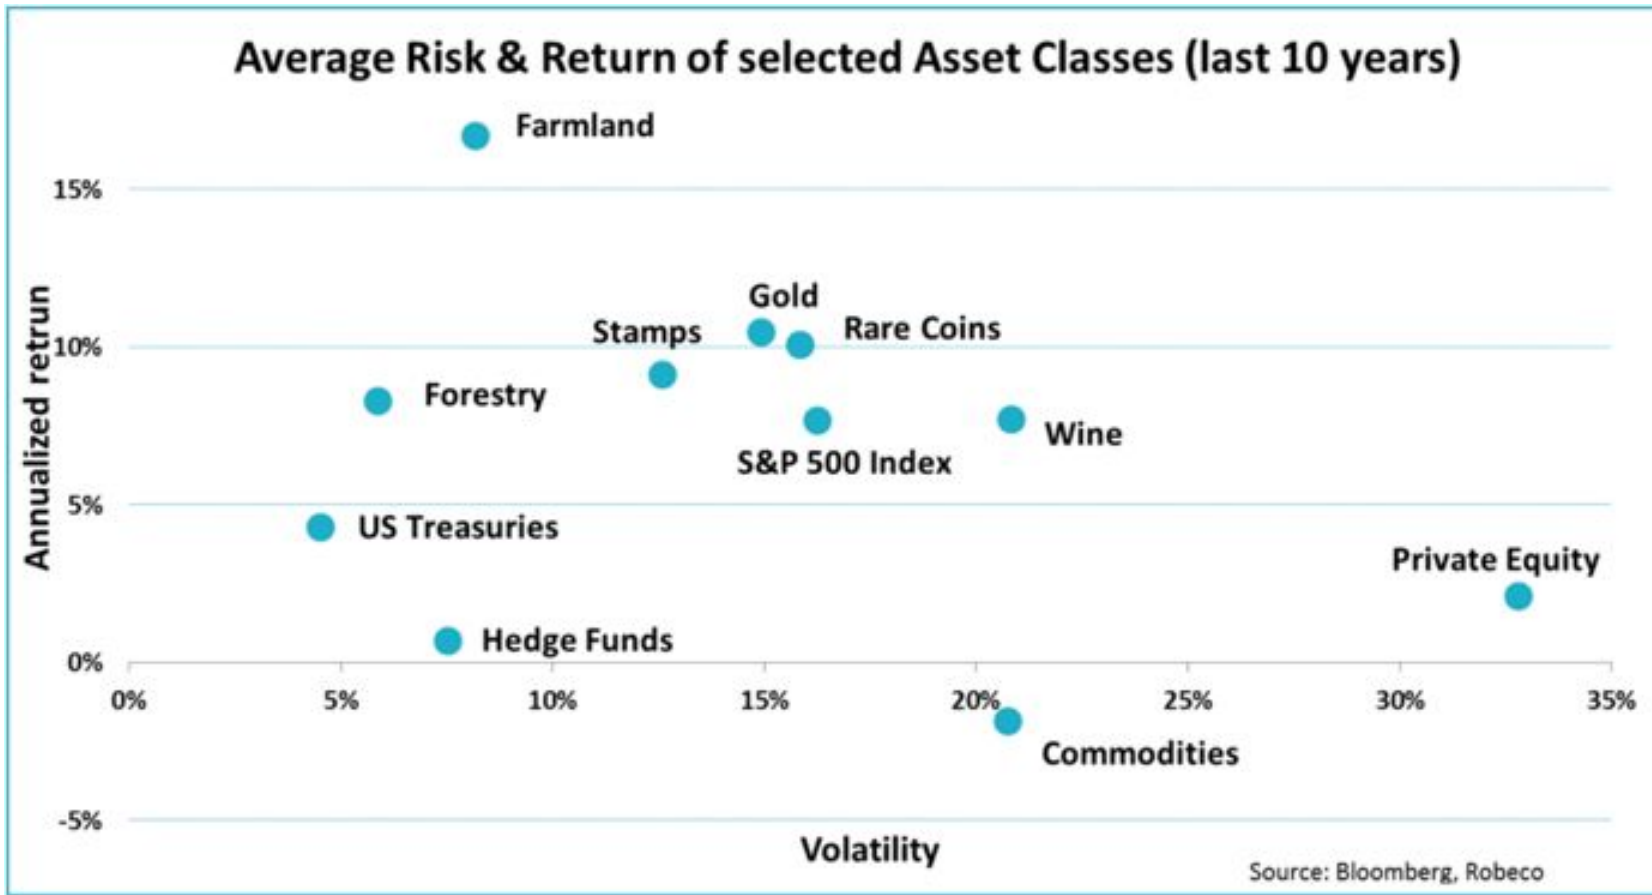 Average Risk & Return of selected Asset Classes (last 10 years)
Farmland
15%
Gold
Stamps
Rare Coins
10%
Forestry
Wine
S&P 500 Index
5%
US Treasuries
Private Equity
Hedge Funds
0%
0% 5% 10% 15% 20% 25% 30% 35%
Commodities
-5%
Annualized retrun
Volatility
Source: Bloomberg, Robeco